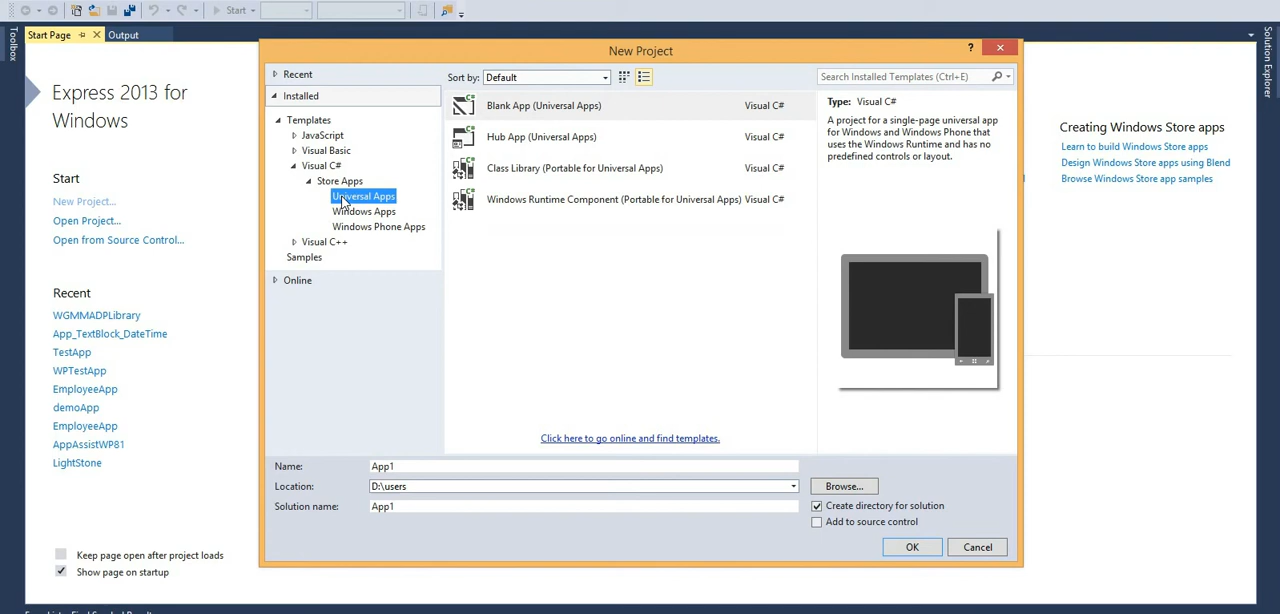 Start
Start Page
Output
Toolbox
Solution Explorer
Express 2013 for
Windows
Start
New Project...
Open Project...
Open from Source Control...
Recent
WGMMADPLibrary
App_TextBlock_DateTime
TestApp
WPTestApp
EmployeeApp
demoApp
EmployeeApp
AppAssistWP81
LightStone
Keep page open after project loads
Show page on startup
New Project
?
Recent
Installed
Templates
JavaScript
Visual Basic
Visual C#
Store Apps
Universal Apps
Windows Apps
Windows Phone Apps
Visual C++
Samples
Online
Sort by: Default
Search Installed Templates (Ctrl+E)
Blank App (Universal Apps) Visual C#
Hub App (Universal Apps) Visual C#
Class Library (Portable for Universal Apps) Visual C#
Windows Runtime Component (Portable for Universal Apps) Visual C#
Click here to go online and find templates.
Type: Visual C#
A project for a single-page universal app
for Windows and Windows Phone that
uses the Windows Runtime and has no
predefined controls or layout.
Name: App1
Location: D:\users
Browse...
Solution name: App1
Create directory for solution
Add to source control
OK
Cancel
Creating Windows Store apps
Learn to build Windows Store apps
Design Windows Store apps using Blend
Browse Windows Store app samples